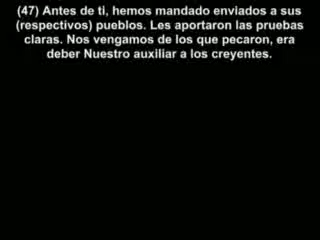 (47) Antes de ti, hemos mandado enviados a sus
(respectivos) pueblos. Les aportaron las pruebas
claras. Nos vengamos de los que pecaron, era
deber Nuestro auxiliar a los creyentes.